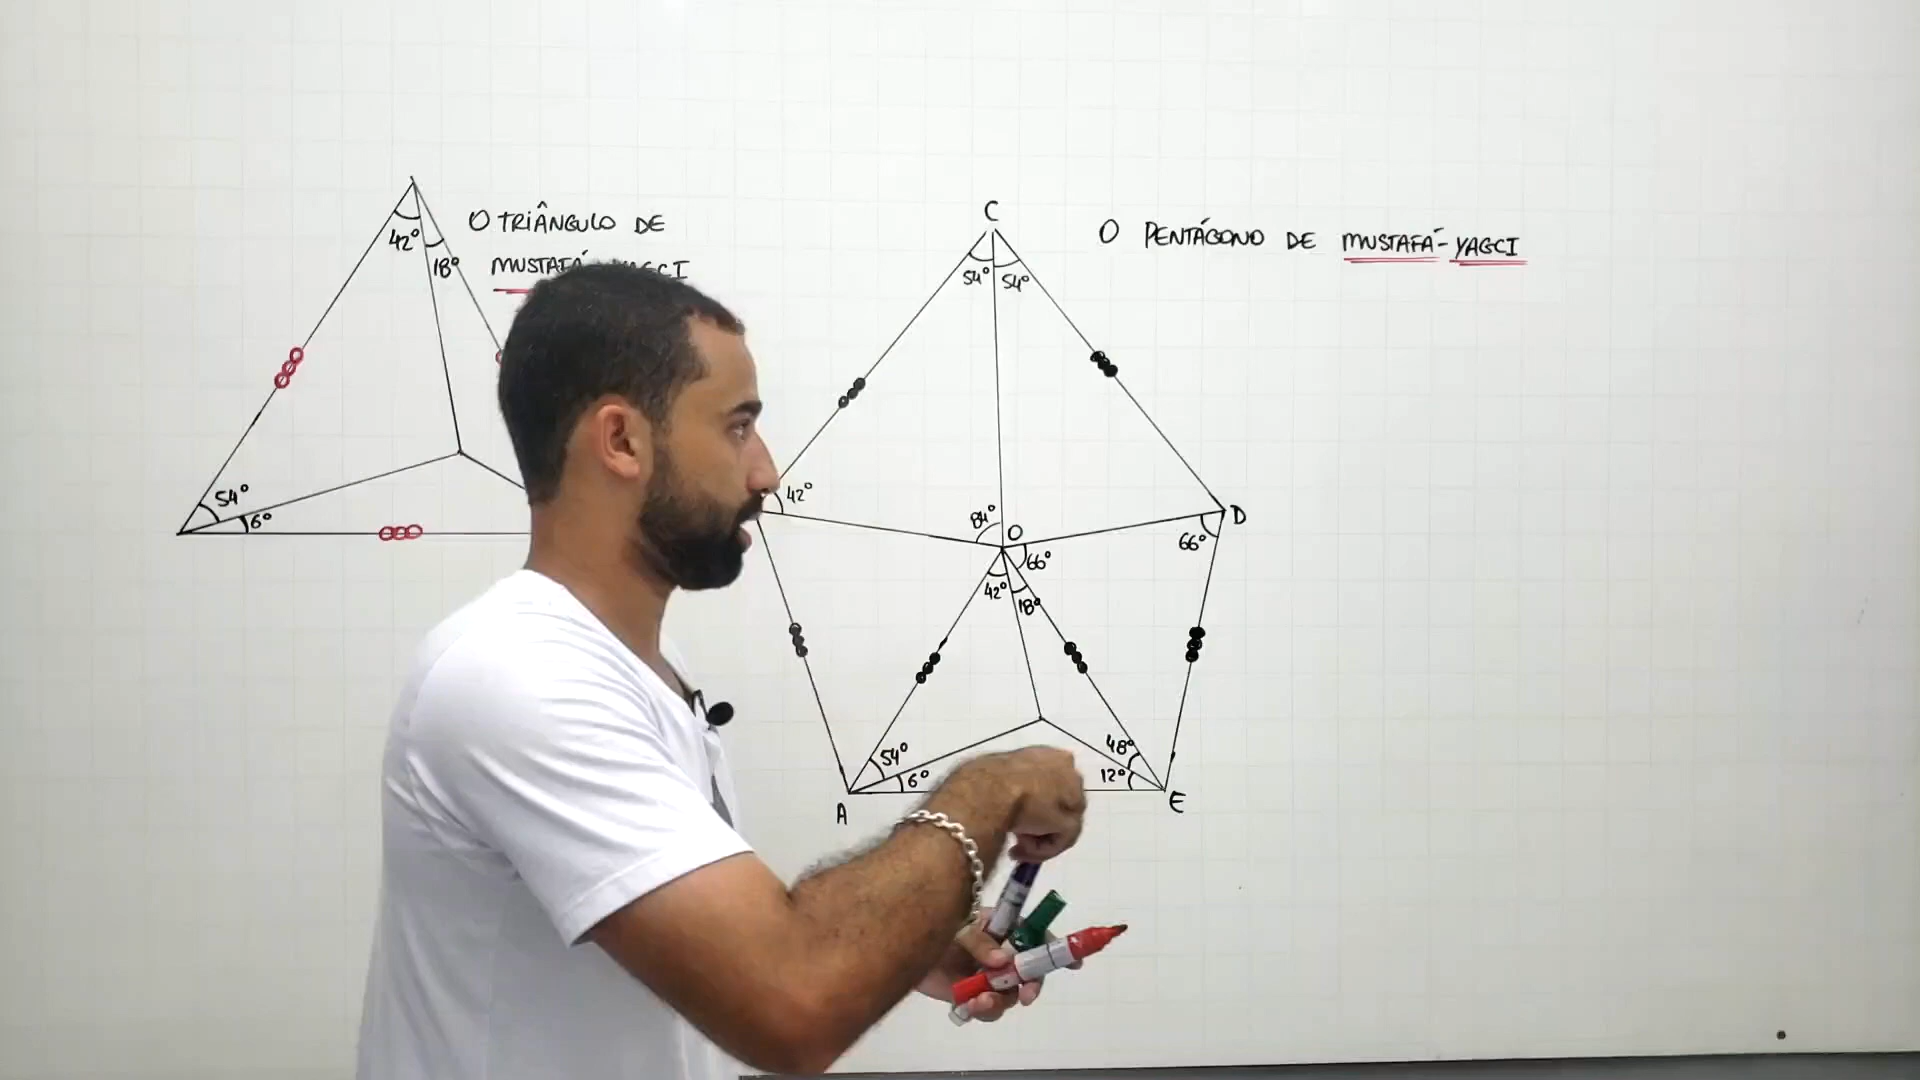 O TRIÂNGULO DE
42°
18°
54°
6°
C
O PENTÁGONO DE MUSTAFÁ-YAGCI
54°
54°
42°
84°
O
D
66°
66°
42°
18°
54°
6°
48°
12°
A
E